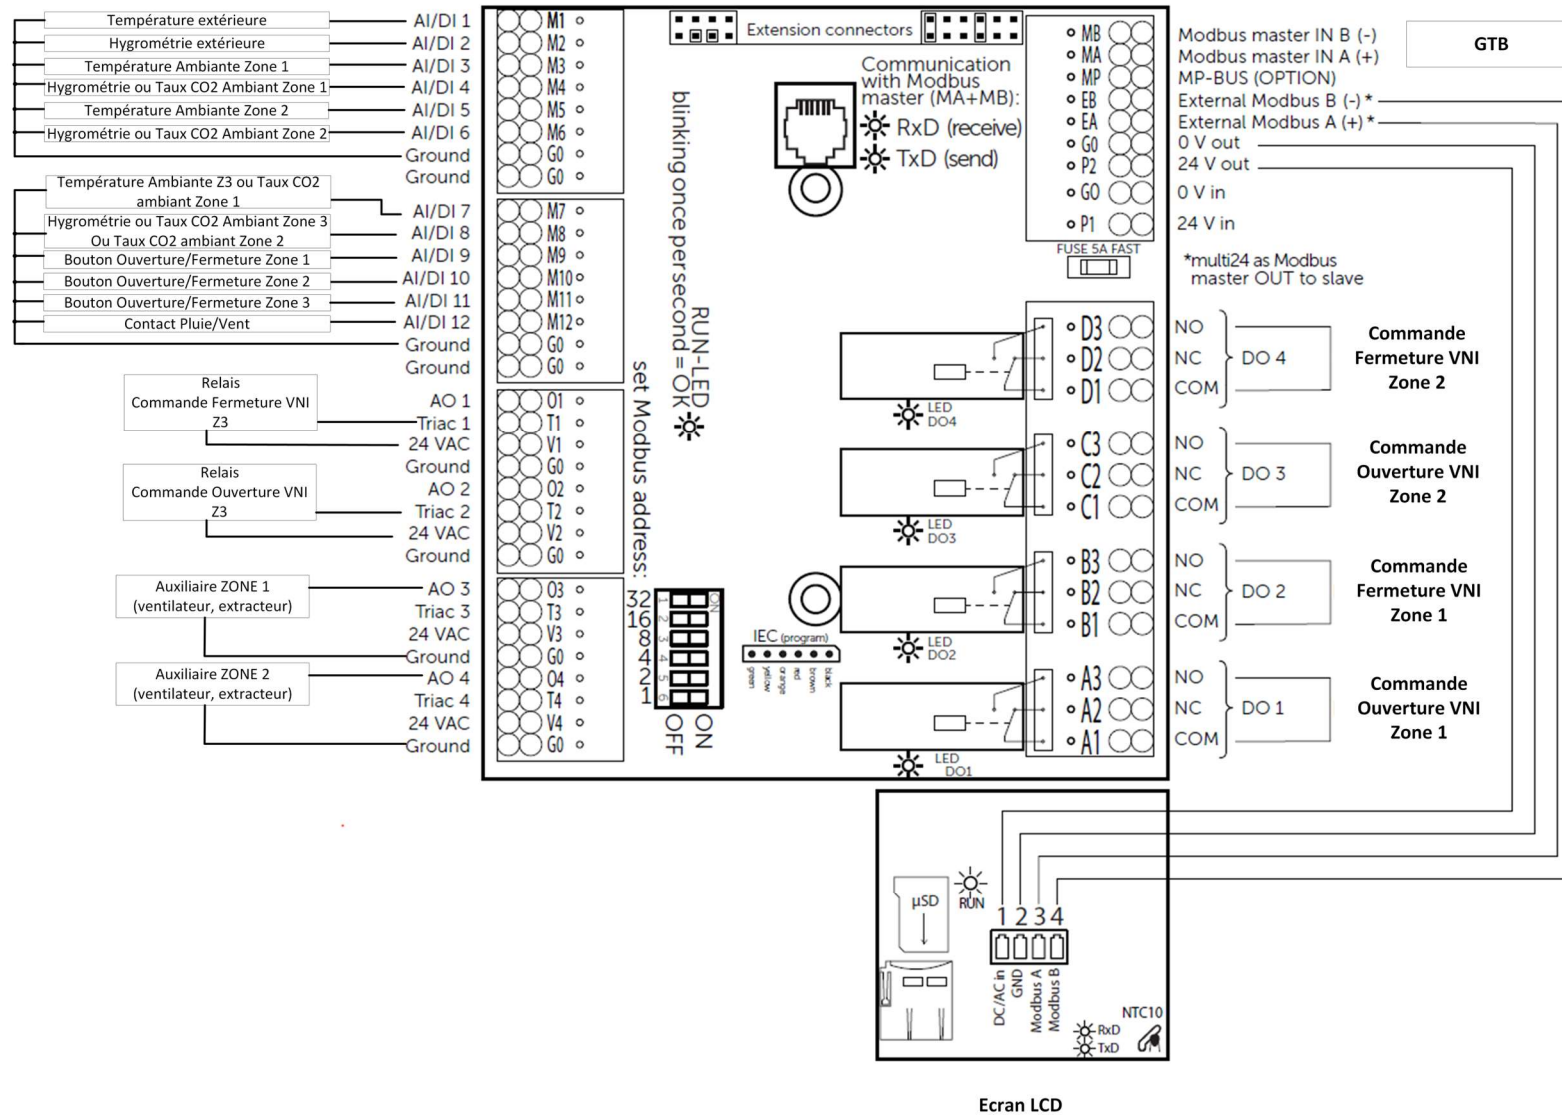 Température extérieure
Hygrométrie extérieure
Température Ambiante Zone 1
Hygrométrie ou Taux CO2 Ambiant Zone 1
Température Ambiante Zone 2
Hygrométrie ou Taux CO2 Ambiant Zone 2
AI/DI 1
AI/DI 2
AI/DI 3
AI/DI 4
AI/DI 5
AI/DI 6
Ground
Ground
M1
M2
M3
M4
M5
M6
G0
G0
Température Ambiante Z3 ou Taux CO2
ambiant Zone 1
Hygrométrie ou Taux CO2 Ambiant Zone 3
Ou Taux CO2 ambiant Zone 2
Bouton Ouverture/Fermeture Zone 1
Bouton Ouverture/Fermeture Zone 2
Bouton Ouverture/Fermeture Zone 3
Contact Pluie/Vent
AI/DI 7
AI/DI 8
AI/DI 9
AI/DI 10
AI/DI 11
AI/DI 12
Ground
Ground
M7
M8
M9
M10
M11
M12
G0
G0
Relais
Commande Fermeture VNI
Z3
Relais
Commande Ouverture VNI
Z3
AO 1
Triac 1
24 VAC
Ground
AO 2
Triac 2
24 VAC
Ground
O1
T1
V1
G0
O2
T2
V2
G0
Auxiliaire ZONE 1
(ventilateur, extracteur)
Auxiliaire ZONE 2
(ventilateur, extracteur)
AO 3
Triac 3
24 VAC
Ground
AO 4
Triac 4
24 VAC
Ground
O3
T3
V3
G0
O4
T4
V4
G0
Extension connectors
Communication
with Modbus
master (MA+MB):
RxD (receive)
TxD (send)
RUN-LED
blinking once per second = OK
set Modbus address:
32
16
8
4
2
1
1
2
3
4
5
6
ON
OFF
ON
IEC (program)
green
yellow
orange
red
brown
black
MB
MA
MP
EB
EA
G0
P2
G0
P1
FUSE 5A FAST
Modbus master IN B (-)
Modbus master IN A (+)
MP-BUS (OPTION)
External Modbus B (-) *
External Modbus A (+) *
0 V out
24 V out
0 V in
24 V in
*multi24 as Modbus
master OUT to slave
GTB
LED
DO4
D3
D2
D1
NO
NC
COM
DO 4
Commande
Fermeture VNI
Zone 2
LED
DO3
C3
C2
C1
NO
NC
COM
DO 3
Commande
Ouverture VNI
Zone 2
LED
DO2
B3
B2
B1
NO
NC
COM
DO 2
Commande
Fermeture VNI
Zone 1
LED
DO1
A3
A2
A1
NO
NC
COM
DO 1
Commande
Ouverture VNI
Zone 1
µSD
RUN
1 2 3 4
DC/AC in
GND
Modbus A
Modbus B
NTC10
RxD
TxD
Ecran LCD